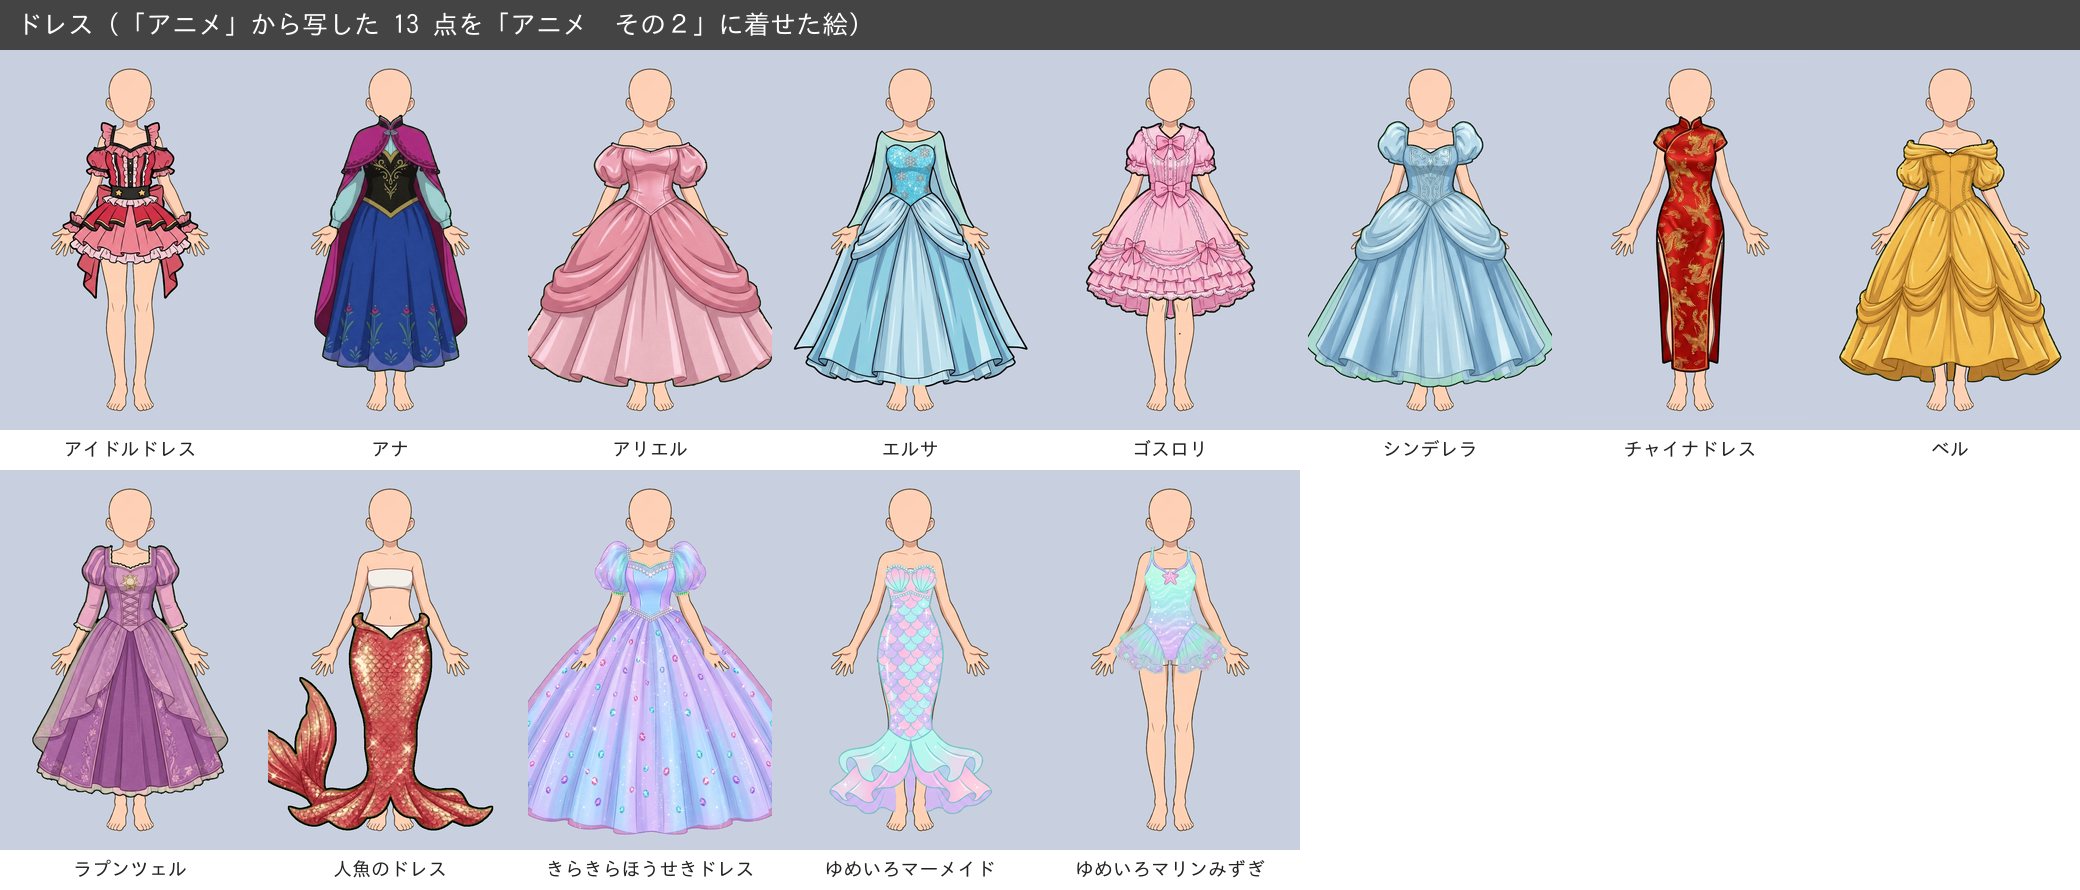 ドレス（「アニメ」から写した 13 点を「アニメ　その２」に着せた絵）
アイドルドレス
アナ
アリエル
エルサ
ゴスロリ
シンデレラ
チャイナドレス
ベル
ラプンツェル
人魚のドレス
きらきらほうせきドレス
ゆめいろマーメイド
ゆめいろマリンみずぎ